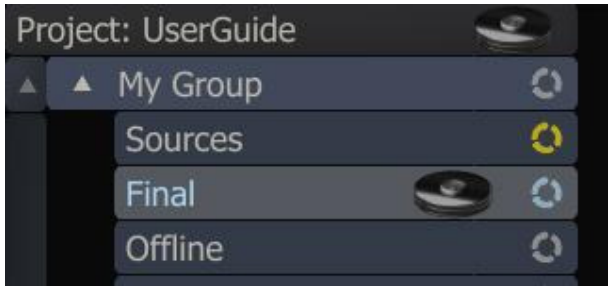 Project: UserGuide
My Group
Sources
Final
Offline